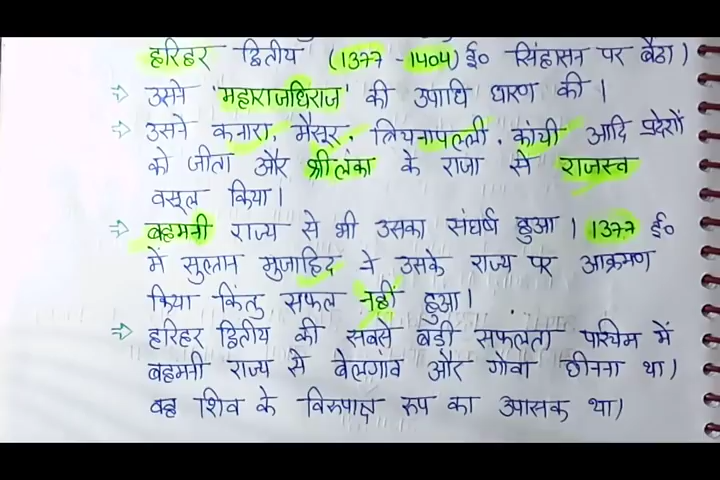 हरिहर द्वितीय (1377 - 1404) ई० सिंहासन पर बैठा)
⇒ उसने 'महाराजधिराज' की उपाधि धारण की।
⇒ उसने कनारा, मैसूर, त्रिचनापल्ली, कांची आदि प्रदेशों
को जीता और श्रीलंका के राजा से राजस्व
वसूल किया।
⇒ बहमनी राज्य से भी उसका संघर्ष हुआ। 1377 ई०
में सुल्तान मुजाहिद ने उसके राज्य पर आक्रमण
किया किंतु सफल नहीं हुआ।
⇒ हरिहर द्वितीय की सबसे बडी सफलता पश्चिम में
बहमनी राज्य से बेलगांव और गोवा छीनना था)
वह शिव के विरुपाक्ष रूप का उपासक था)